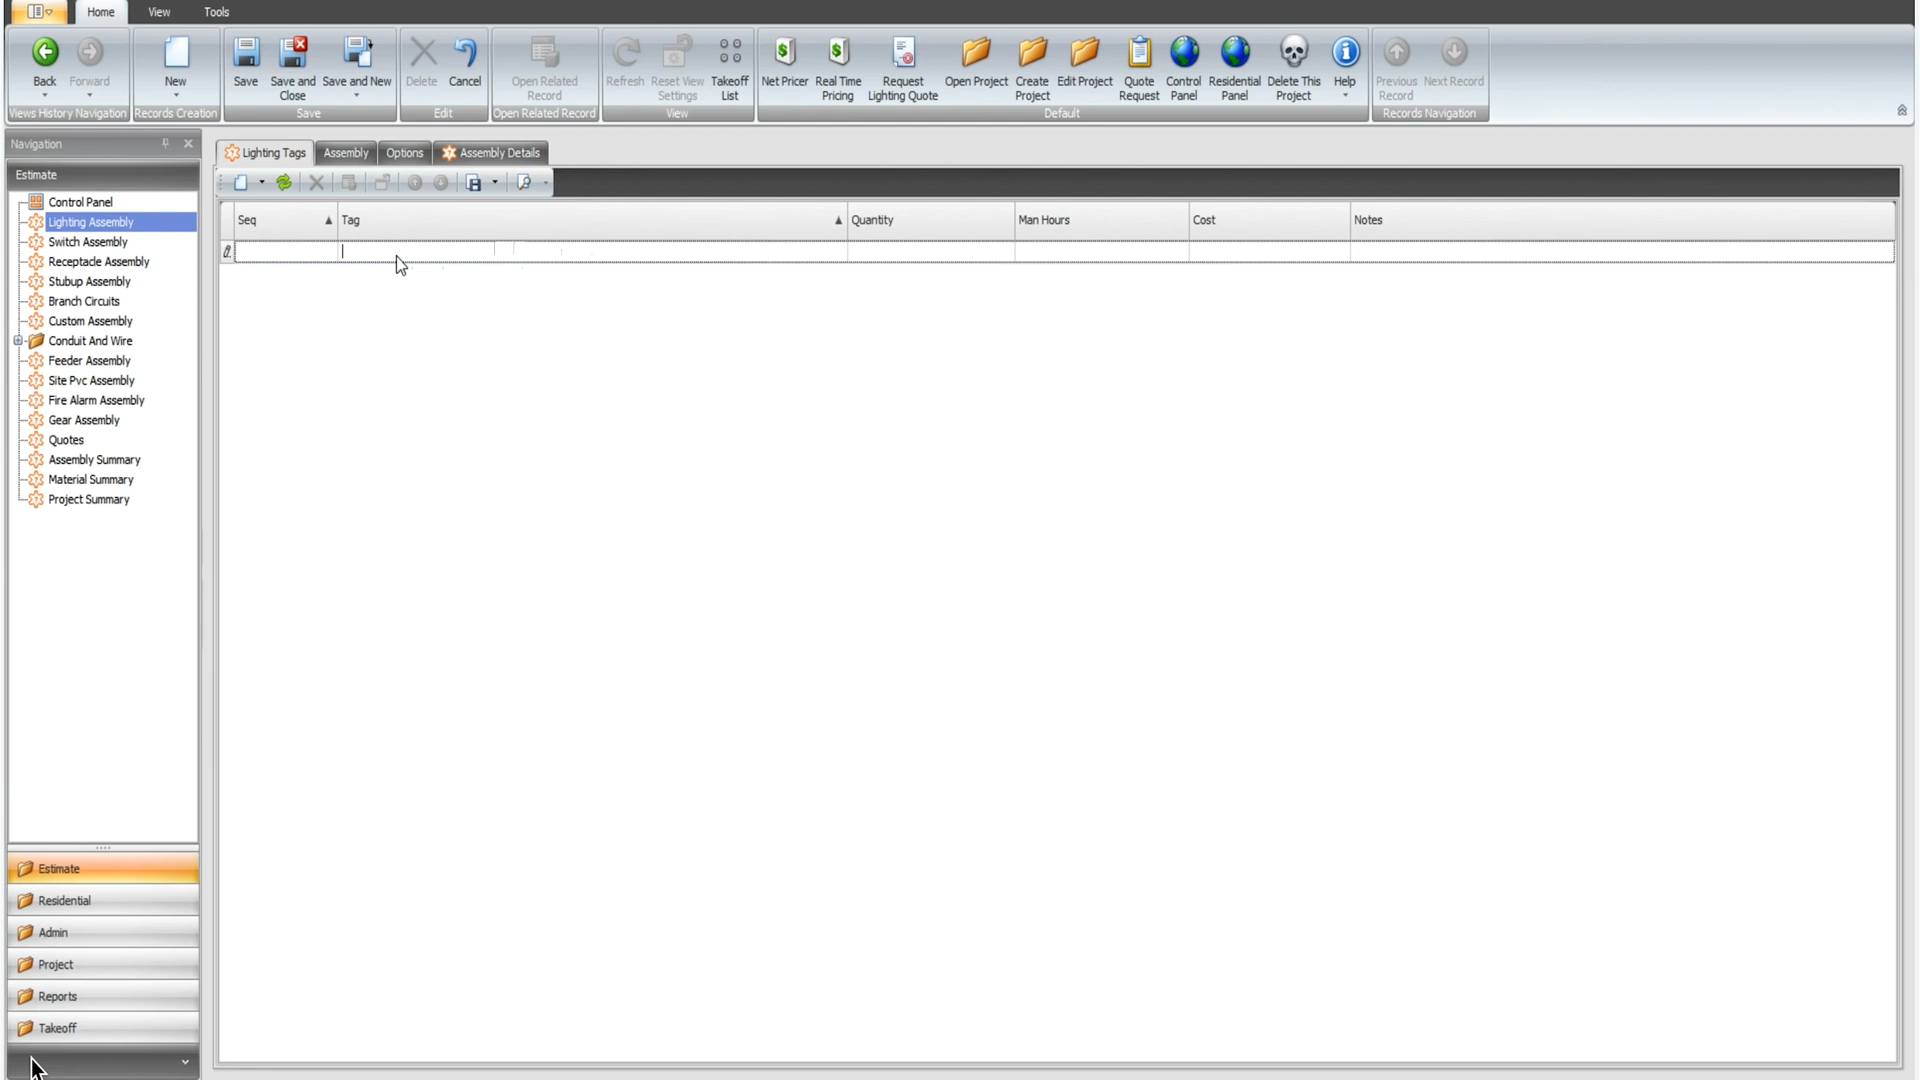 Home View Tools
Back Forward New Save Save and Close Save and New Delete Cancel Open Related Record Refresh Reset View Settings Takeoff List Net Pricer Real Time Pricing Request Lighting Quote Open Project Create Project Edit Project Quote Request Control Panel Residential Panel Delete This Project Help Previous Record Next Record
Views History Navigation Records Creation Save Edit Open Related Record View Default Records Navigation
Navigation
Estimate
Control Panel
Lighting Assembly
Switch Assembly
Receptacle Assembly
Stubup Assembly
Branch Circuits
Custom Assembly
Conduit And Wire
Feeder Assembly
Site Pvc Assembly
Fire Alarm Assembly
Gear Assembly
Quotes
Assembly Summary
Material Summary
Project Summary
Estimate
Residential
Admin
Project
Reports
Takeoff
Lighting Tags Assembly Options Assembly Details
Seq Tag Quantity Man Hours Cost Notes